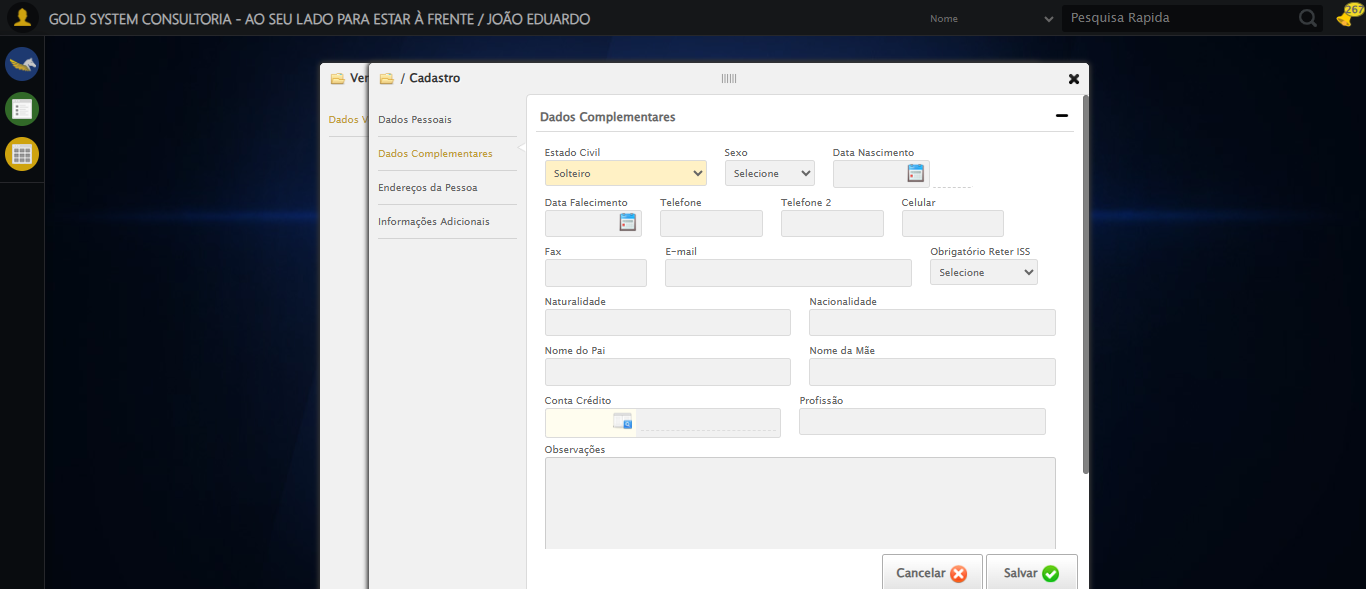 GOLD SYSTEM CONSULTORIA - AO SEU LADO PARA ESTAR À FRENTE / JOÃO EDUARDO
Nome
Pesquisa Rapida
267
Ver
/ Cadastro
Dados V
Dados Pessoais
Dados Complementares
Endereços da Pessoa
Informações Adicionais
Dados Complementares
Estado Civil Sexo Data Nascimento
Solteiro Selecione
Data Falecimento Telefone Telefone 2 Celular
Fax E-mail Obrigatório Reter ISS
Selecione
Naturalidade Nacionalidade
Nome do Pai Nome da Mãe
Conta Crédito Profissão
Observações
Cancelar Salvar